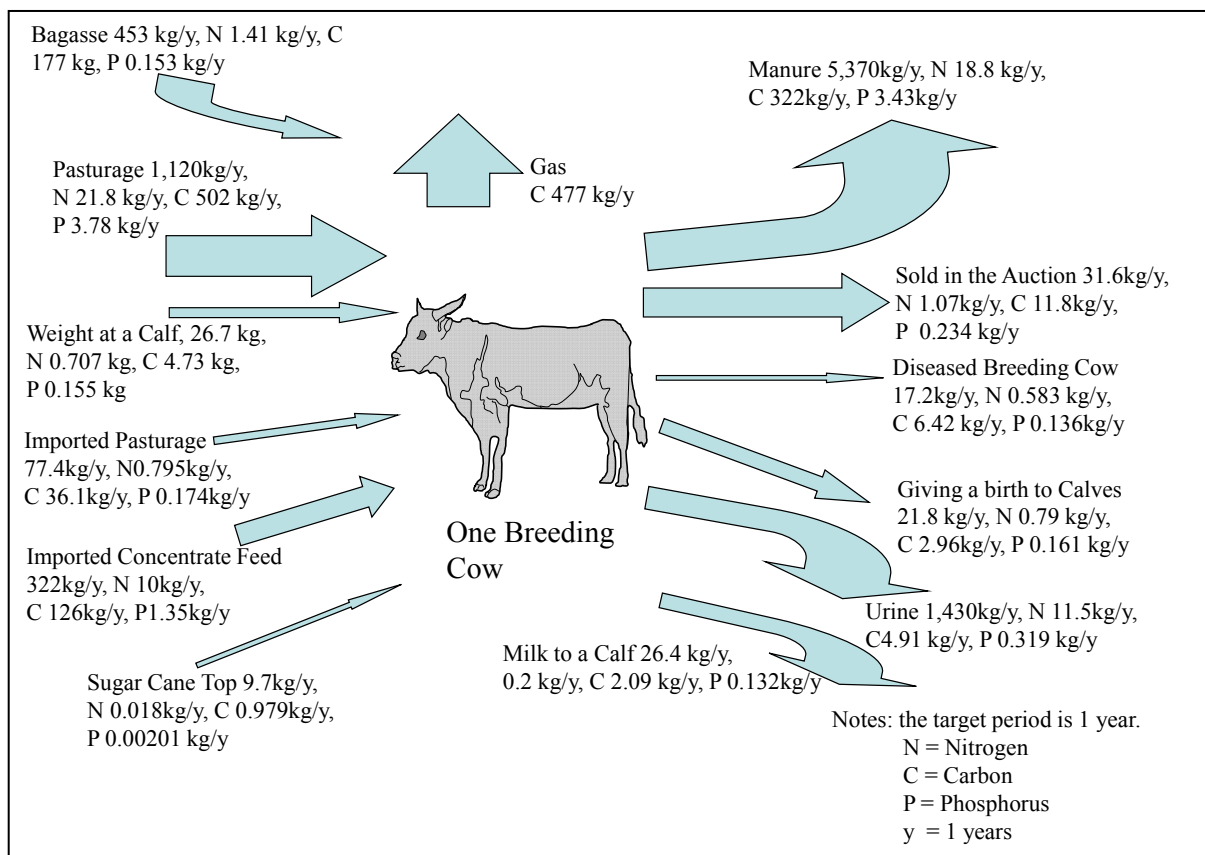 Bagasse 453 kg/y, N 1.41 kg/y, C
177 kg, P 0.153 kg/y
Pasturage 1,120kg/y,
N 21.8 kg/y, C 502 kg/y,
P 3.78 kg/y
Weight at a Calf, 26.7 kg,
N 0.707 kg, C 4.73 kg,
P 0.155 kg
Imported Pasturage
77.4kg/y, N0.795kg/y,
C 36.1kg/y, P 0.174kg/y
Imported Concentrate Feed
322kg/y, N 10kg/y,
C 126kg/y, P1.35kg/y
Sugar Cane Top 9.7kg/y,
N 0.018kg/y, C 0.979kg/y,
P 0.00201 kg/y
Gas
C 477 kg/y
One Breeding
Cow
Manure 5,370kg/y, N 18.8 kg/y,
C 322kg/y, P 3.43kg/y
Sold in the Auction 31.6kg/y,
N 1.07kg/y, C 11.8kg/y,
P 0.234 kg/y
Diseased Breeding Cow
17.2kg/y, N 0.583 kg/y,
C 6.42 kg/y, P 0.136kg/y
Giving a birth to Calves
21.8 kg/y, N 0.79 kg/y,
C 2.96kg/y, P 0.161 kg/y
Urine 1,430kg/y, N 11.5kg/y,
C4.91 kg/y, P 0.319 kg/y
Milk to a Calf 26.4 kg/y,
0.2 kg/y, C 2.09 kg/y, P 0.132kg/y
Notes: the target period is 1 year.
N = Nitrogen
C = Carbon
P = Phosphorus
y = 1 years